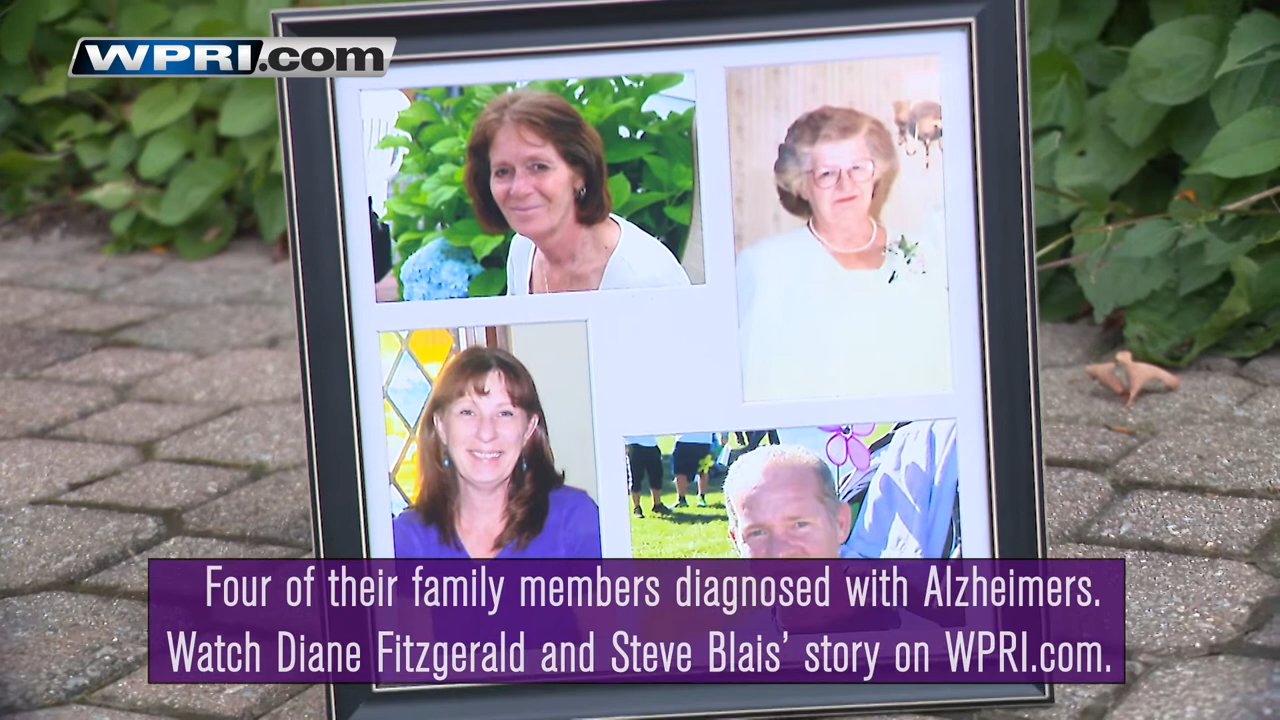 WPRI.com
Four of their family members diagnosed with Alzheimers.
Watch Diane Fitzgerald and Steve Blais’ story on WPRI.com.